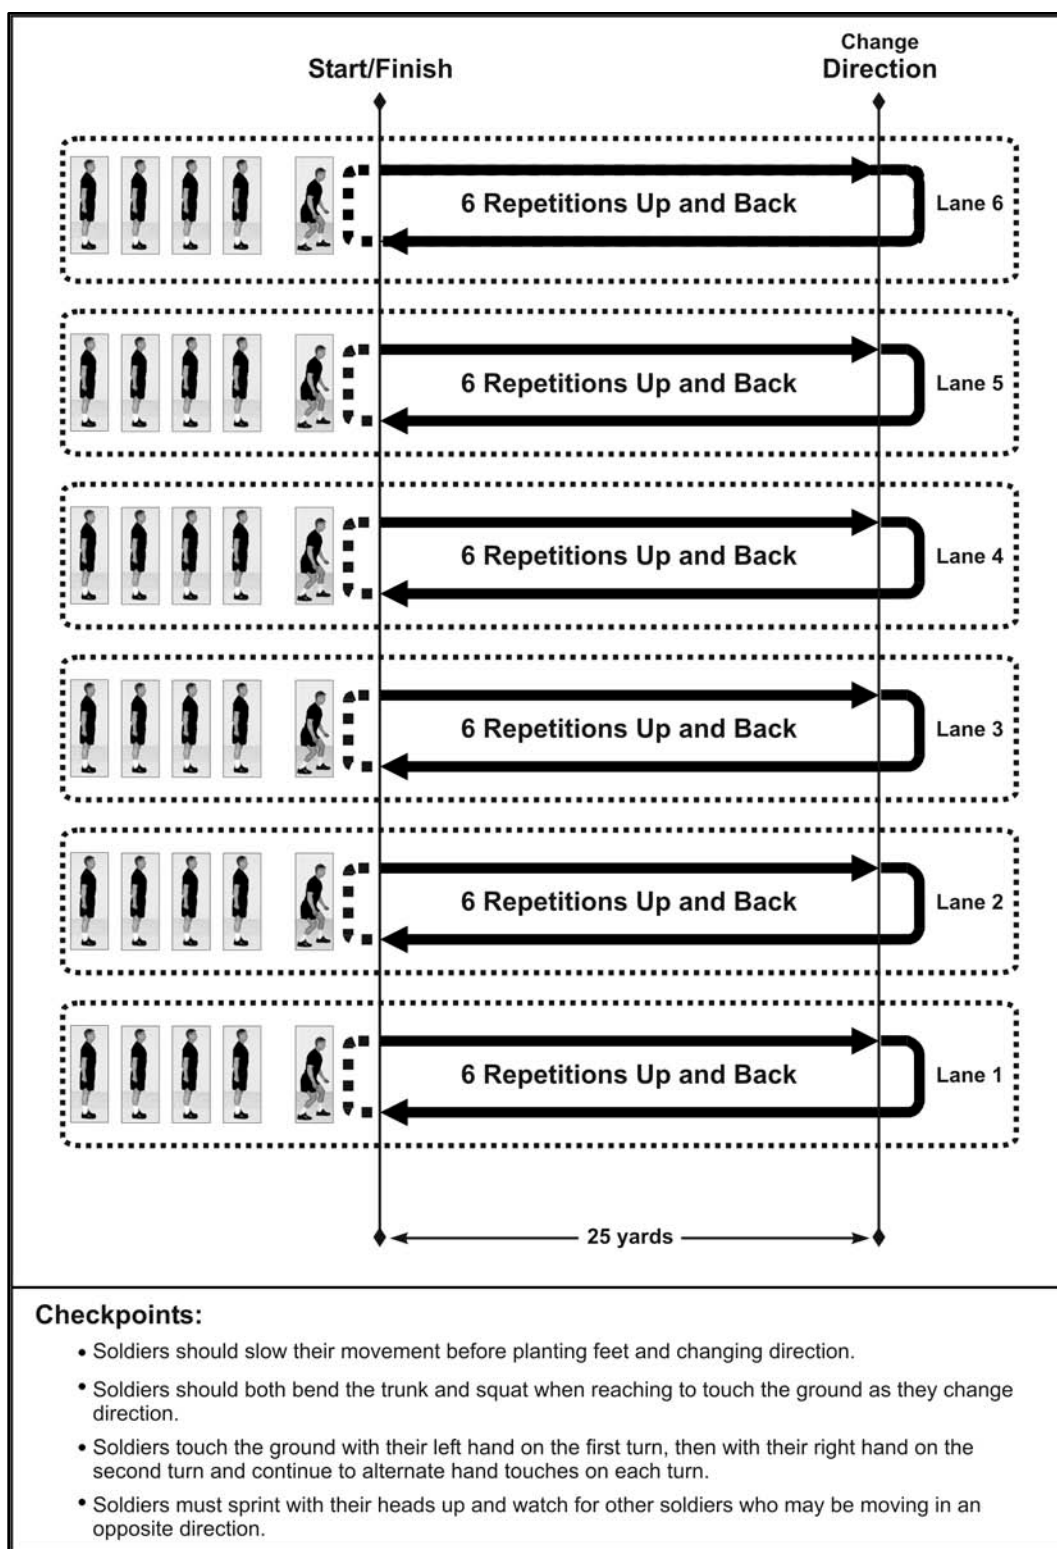 Change
Start/Finish Direction
6 Repetitions Up and Back Lane 6
6 Repetitions Up and Back Lane 5
6 Repetitions Up and Back Lane 4
6 Repetitions Up and Back Lane 3
6 Repetitions Up and Back Lane 2
6 Repetitions Up and Back Lane 1
25 yards
Checkpoints:
• Soldiers should slow their movement before planting feet and changing direction.
• Soldiers should both bend the trunk and squat when reaching to touch the ground as they change
direction.
• Soldiers touch the ground with their left hand on the first turn, then with their right hand on the
second turn and continue to alternate hand touches on each turn.
• Soldiers must sprint with their heads up and watch for other soldiers who may be moving in an
opposite direction.